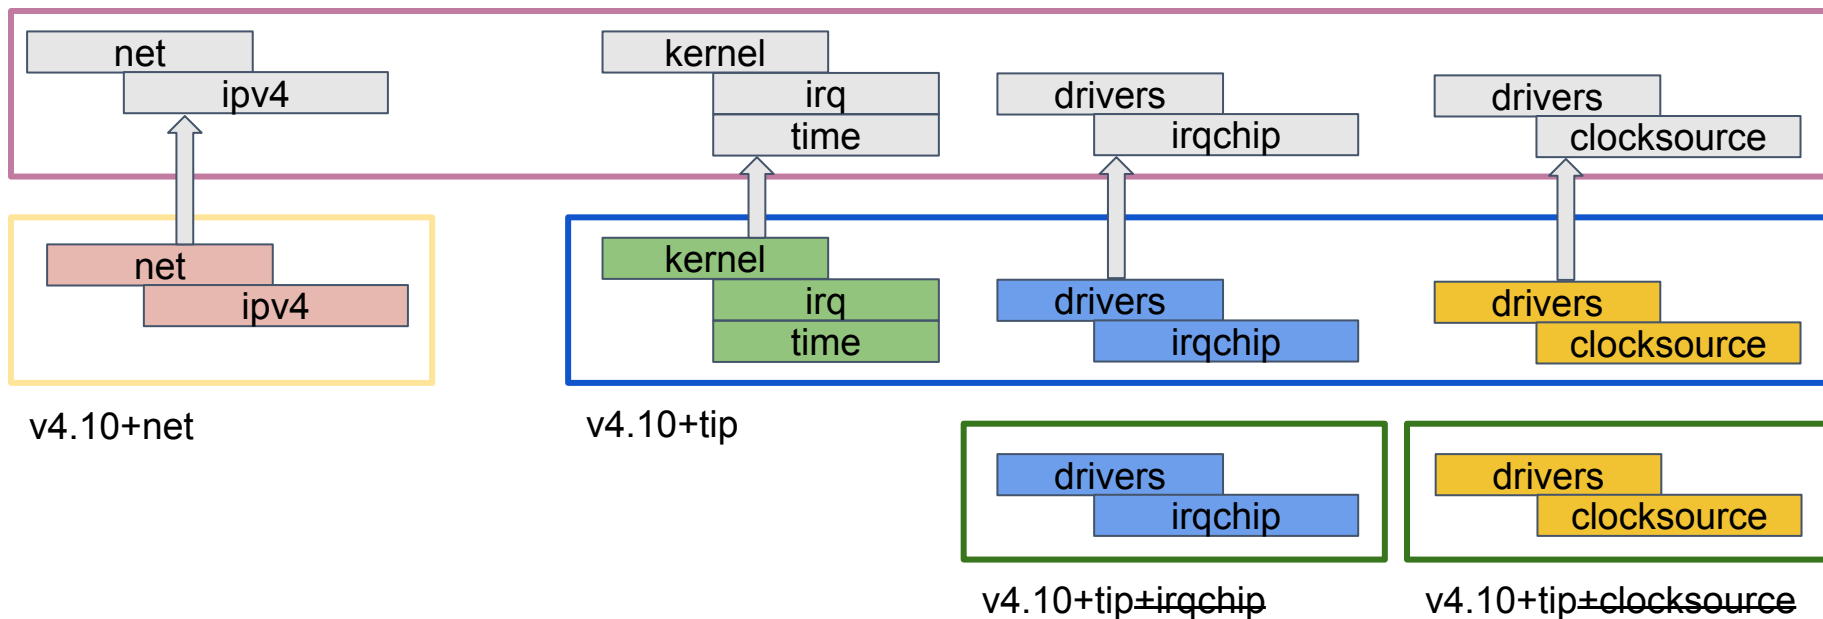 net
ipv4
kernel
irq
time
drivers
irqchip
drivers
clocksource
net
ipv4
kernel
irq
time
drivers
irqchip
drivers
clocksource
v4.10+net
v4.10+tip
drivers
irqchip
drivers
clocksource
v4.10+tip+irqchip
v4.10+tip+clocksource